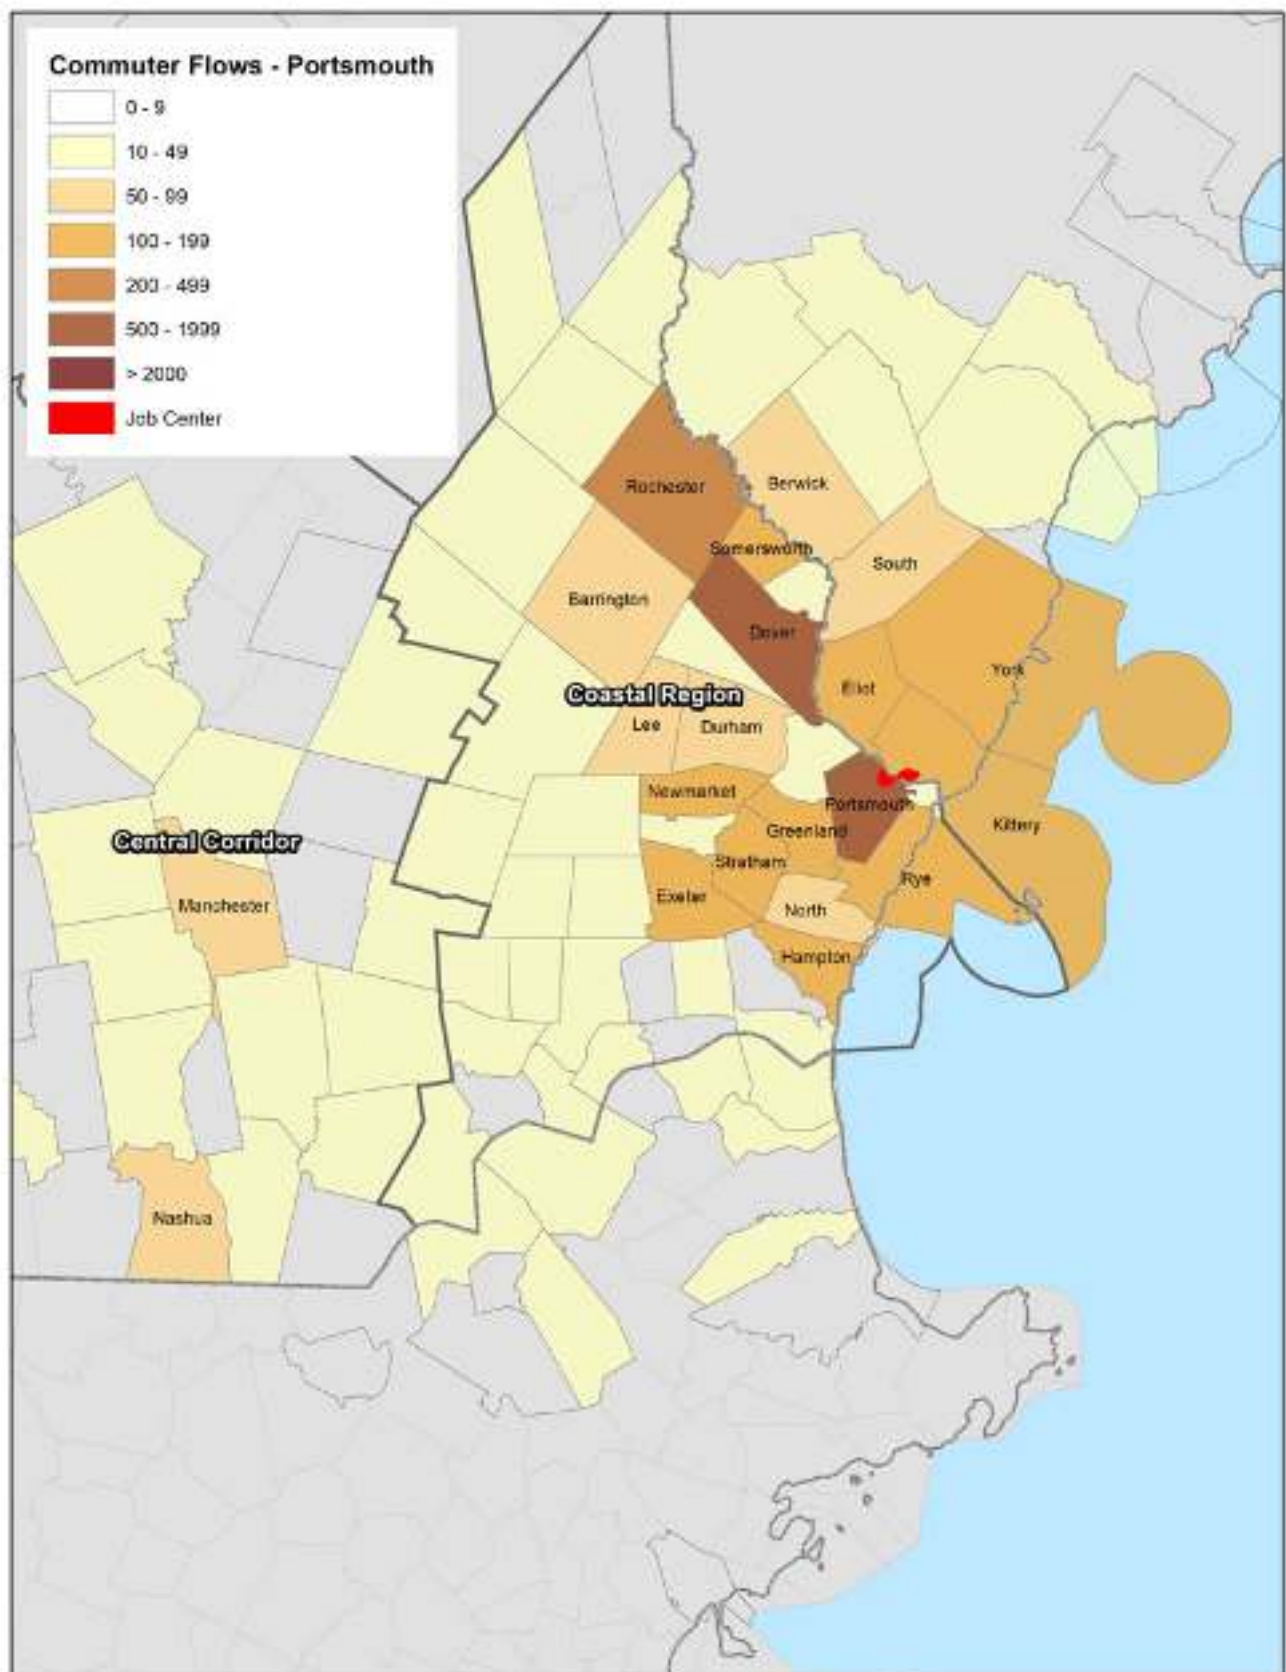 Commuter Flows - Portsmouth
0 - 9
10 - 49
50 - 99
100 - 199
200 - 499
500 - 1999
> 2000
Job Center
Rochester
Berwick
Somersworth
South
Barrington
Dover
York
Eliot
Coastal Region
Lee
Durham
Newmarket
Portsmouth
Greenland
Kittery
Central Corridor
Stratham
Rye
Exeter
Manchester
North
Hampton
Nashua